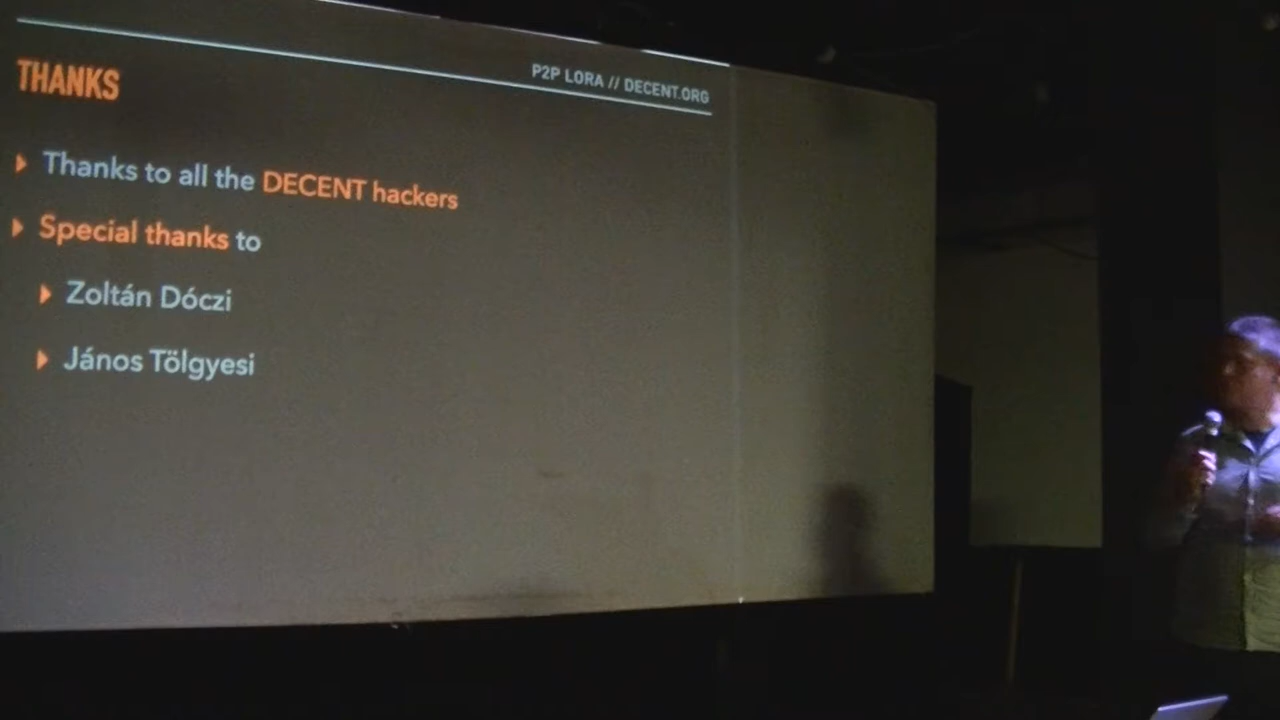 P2P LORA // DECENT.ORG
THANKS
Thanks to all the DECENT hackers
Special thanks to
Zoltán Dóczi
János Tölgyesi